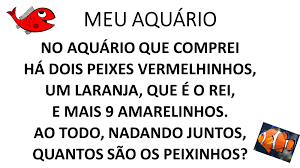 MEU AQUÁRIO
NO AQUÁRIO QUE COMPREI
HÁ DOIS PEIXES VERMELHINHOS,
UM LARANJA, QUE É O REI,
E MAIS 9 AMARELINHOS.
AO TODO, NADANDO JUNTOS,
QUANTOS SÃO OS PEIXINHOS?